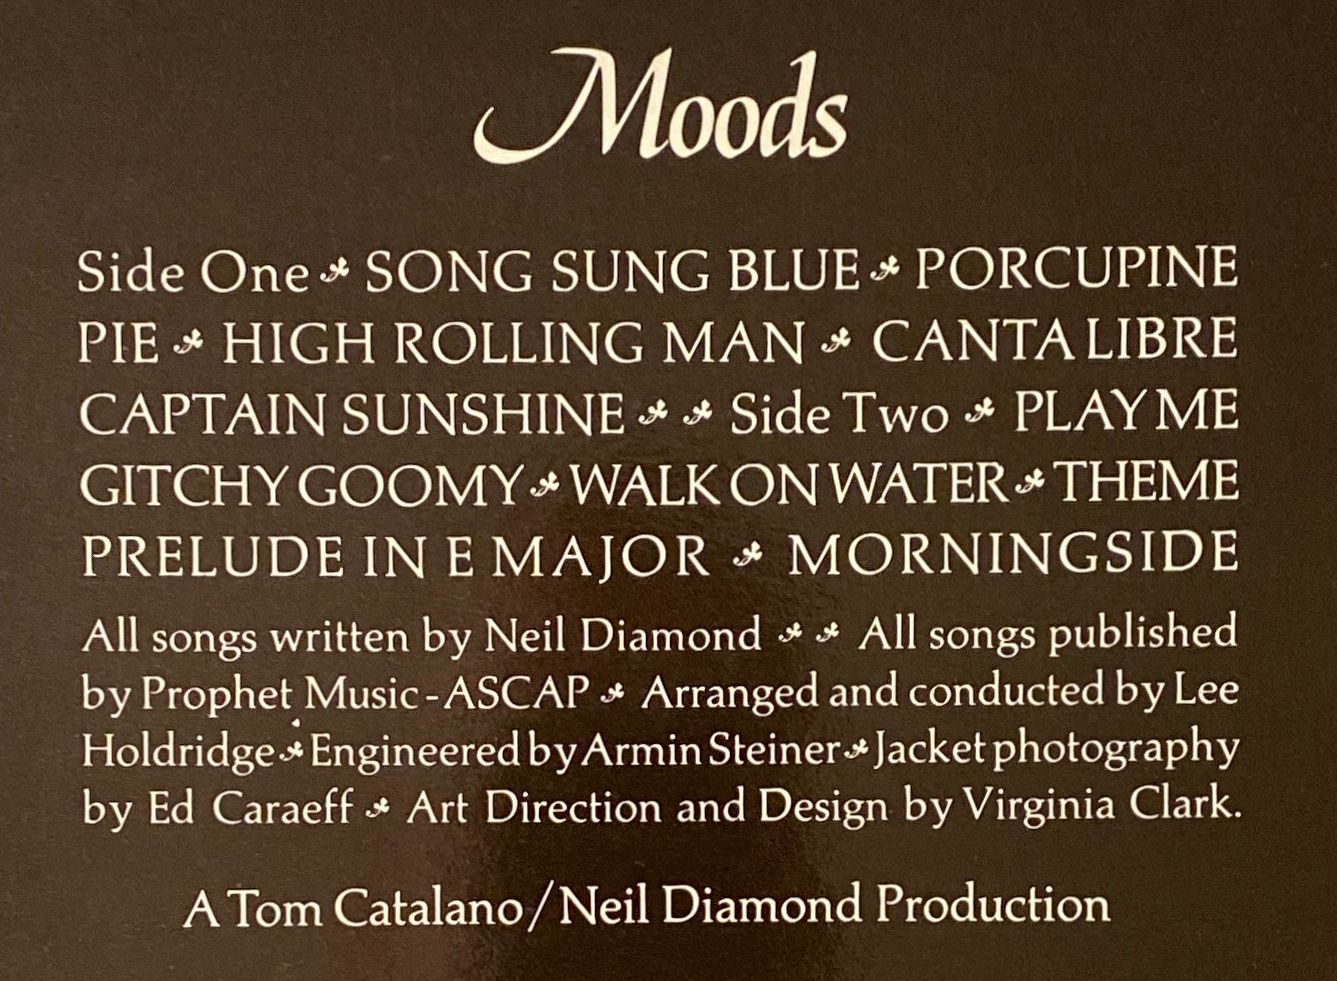 Moods
Side One ❧ SONG SUNG BLUE ❧ PORCUPINE
PIE ❧ HIGH ROLLING MAN ❧ CANTA LIBRE
CAPTAIN SUNSHINE ❧ ❧ Side Two ❧ PLAY ME
GITCHY GOOMY ❧ WALK ON WATER ❧ THEME
PRELUDE IN E MAJOR ❧ MORNINGSIDE
All songs written by Neil Diamond ❧ ❧ All songs published
by Prophet Music - ASCAP ❧ Arranged and conducted by Lee
Holdridge ❧ Engineered by Armin Steiner ❧ Jacket photography
by Ed Caraeff ❧ Art Direction and Design by Virginia Clark.
A Tom Catalano/Neil Diamond Production